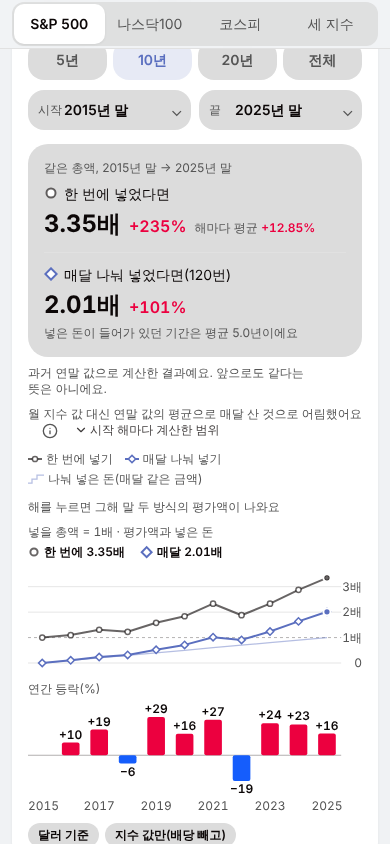 S&P 500 나스닥100 코스피 세 지수
5년 10년 20년 전체
시작 2015년 말 끝 2025년 말
같은 총액, 2015년 말 → 2025년 말
한 번에 넣었다면
3.35배 +235% 해마다 평균 +12.85%
매달 나눠 넣었다면(120번)
2.01배 +101%
넣은 돈이 들어가 있던 기간은 평균 5.0년이에요
과거 연말 값으로 계산한 결과예요. 앞으로도 같다는
뜻은 아니에요.
월 지수 값 대신 연말 값의 평균으로 매달 산 것으로 어림했어요
시작 해마다 계산한 범위
한 번에 넣기 매달 나눠 넣기
나눠 넣은 돈(매달 같은 금액)
해를 누르면 그해 말 두 방식의 평가액이 나와요
넣을 총액 = 1배 · 평가액과 넣은 돈
한 번에 3.35배 매달 2.01배
3배
2배
1배
0
연간 등락(%)
+10 +19 −6 +29 +16 +27 −19 +24 +23 +16
2015 2017 2019 2021 2023 2025
달러 기준 지수 값만(배당 빼고)